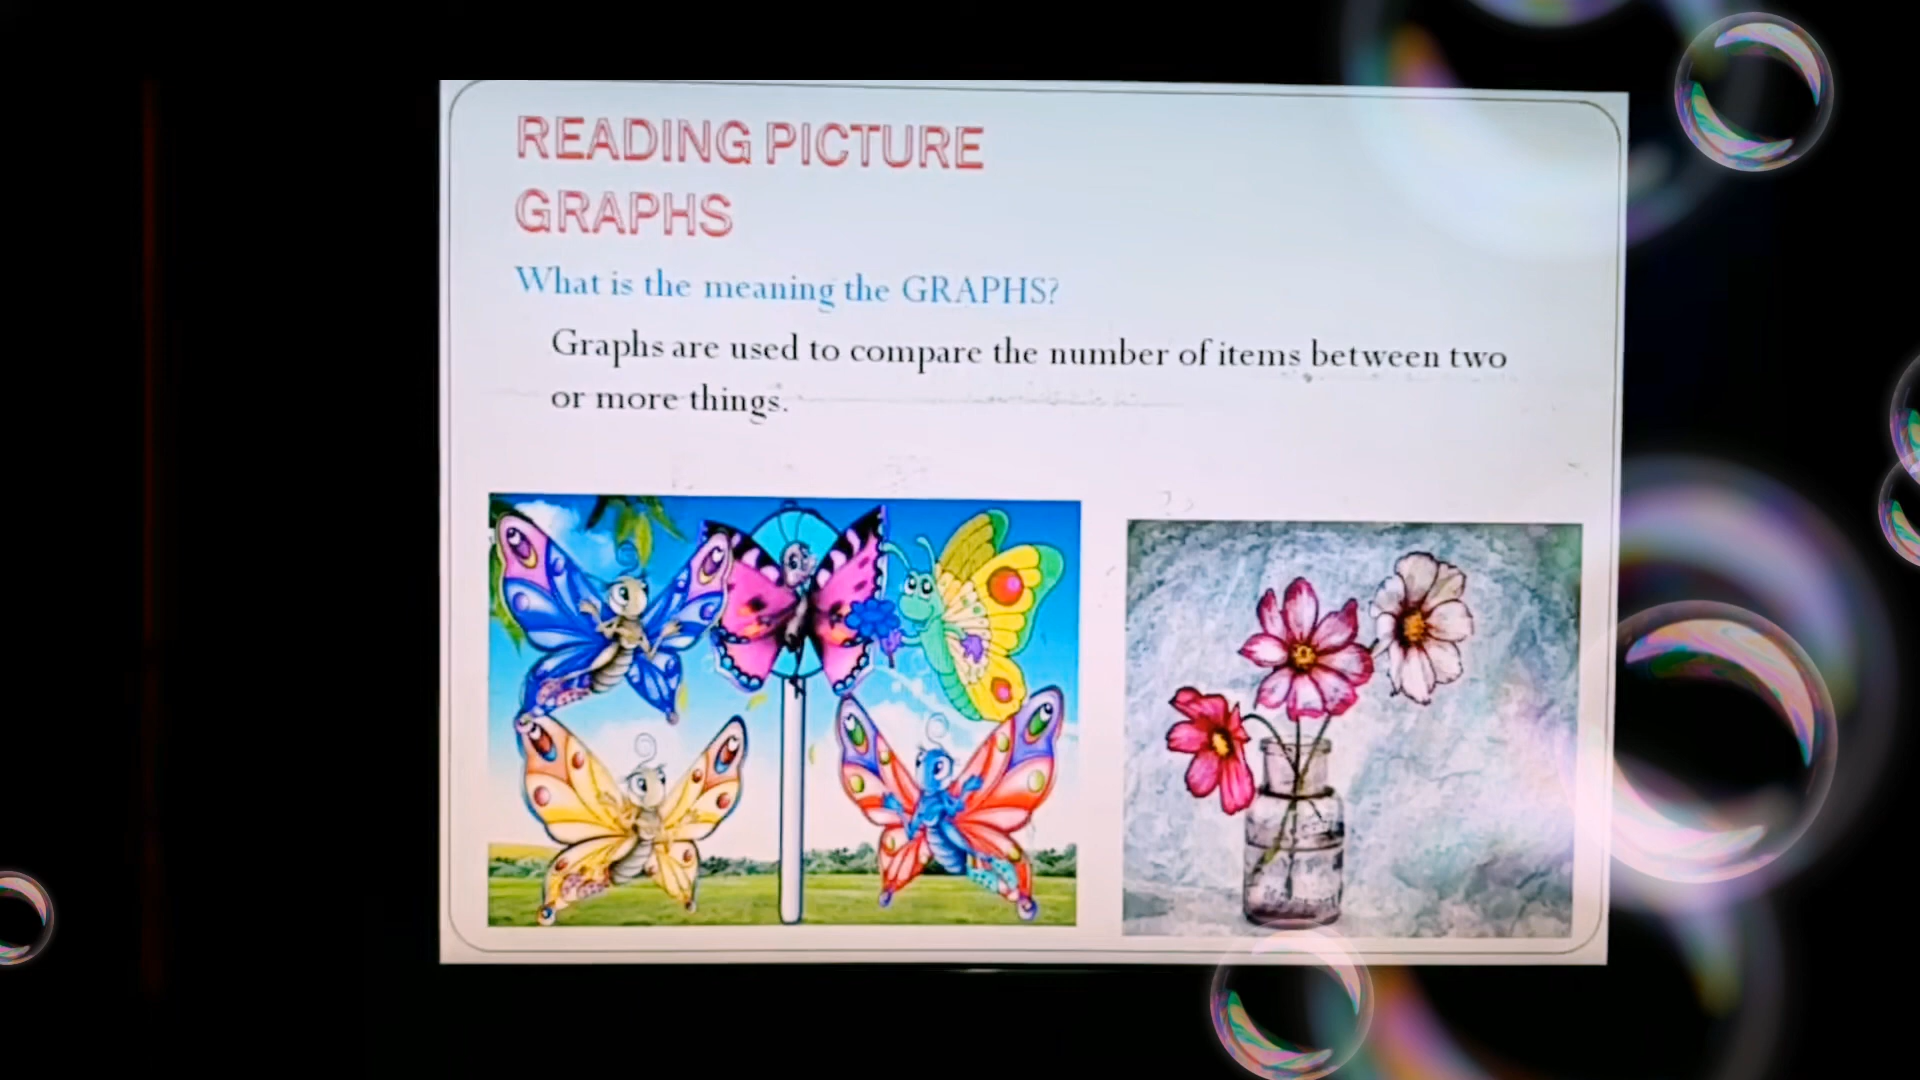 READING PICTURE
GRAPHS
What is the meaning the GRAPHS?
Graphs are used to compare the number of items between two
or more things.